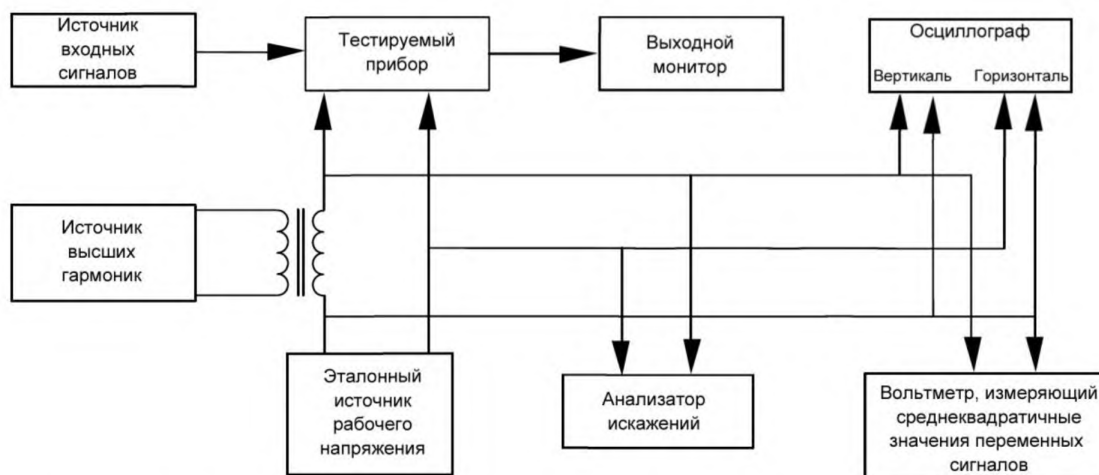 Источник
входных
сигналов
Тестируемый
прибор
Выходной
монитор
Осциллограф
Вертикаль Горизонталь
Источник
высших
гармоник
Эталонный
источник
рабочего
напряжения
Анализатор
искажений
Вольтметр, измеряющий
среднеквадратичные
значения переменных
сигналов